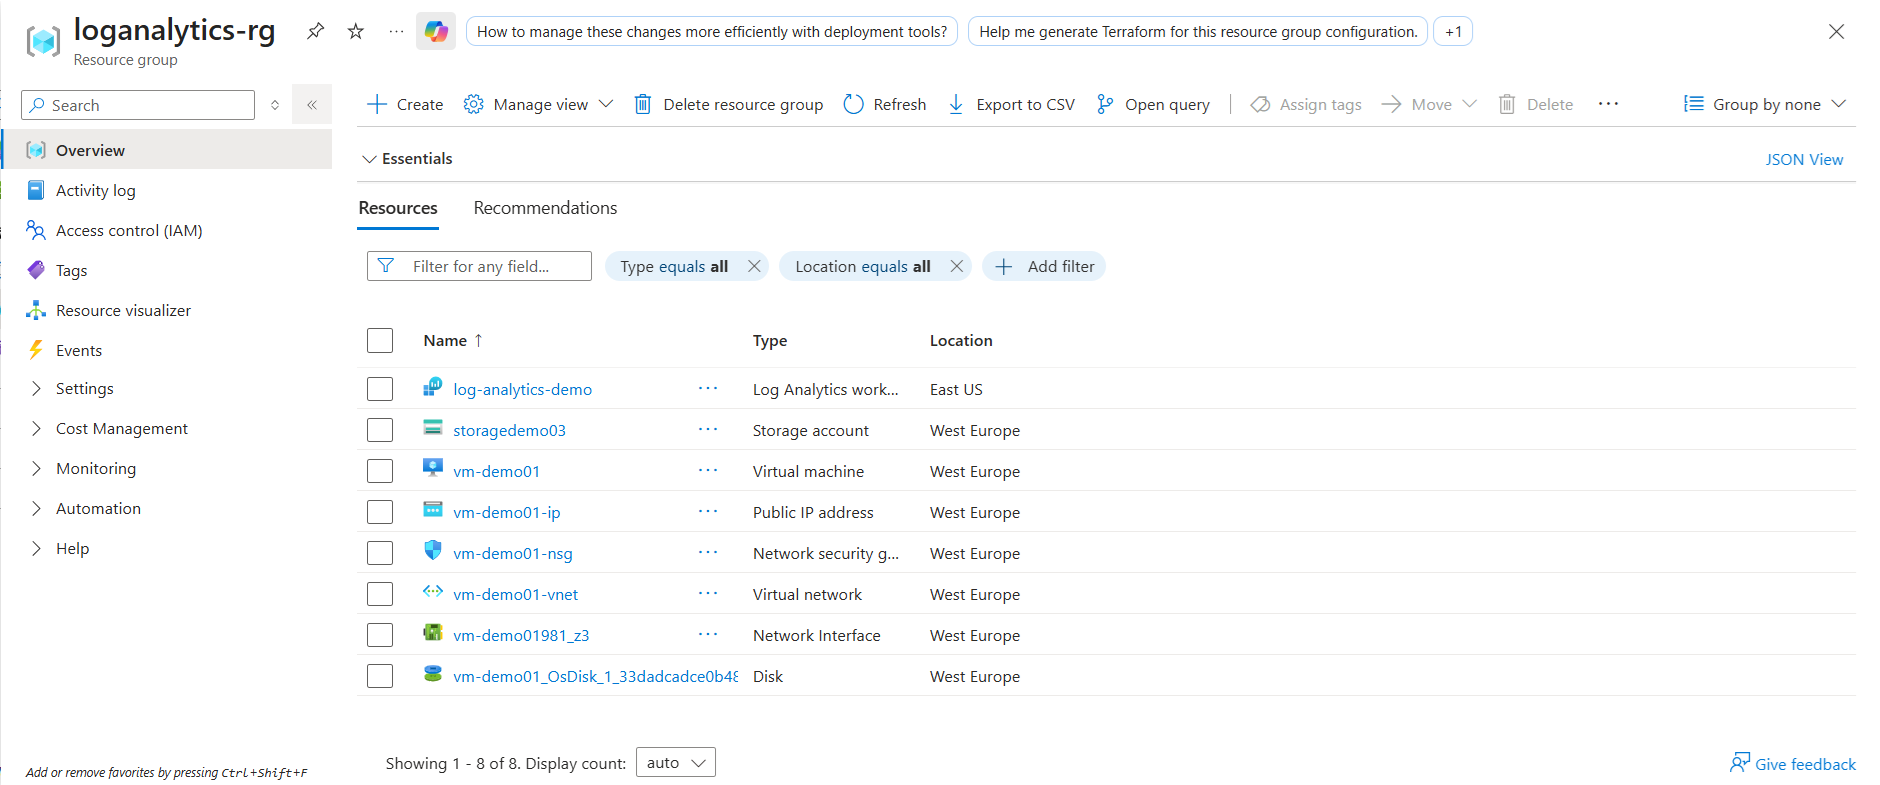 loganalytics-rg
Resource group
How to manage these changes more efficiently with deployment tools?
Help me generate Terraform for this resource group configuration.
+1
Search
Create
Manage view
Delete resource group
Refresh
Export to CSV
Open query
Assign tags
Move
Delete
Group by none
Overview
Activity log
Access control (IAM)
Tags
Resource visualizer
Events
Settings
Cost Management
Monitoring
Automation
Help
Add or remove favorites by pressing Ctrl+Shift+F
Essentials
JSON View
Resources Recommendations
Filter for any field...
Type equals all
Location equals all
Add filter
Name ↑ Type Location
log-analytics-demo ... Log Analytics work... East US
storagedemo03 ... Storage account West Europe
vm-demo01 ... Virtual machine West Europe
vm-demo01-ip ... Public IP address West Europe
vm-demo01-nsg ... Network security g... West Europe
vm-demo01-vnet ... Virtual network West Europe
vm-demo01981_z3 ... Network Interface West Europe
vm-demo01_OsDisk_1_33dadcadce0b48 Disk West Europe
Showing 1 - 8 of 8. Display count: auto
Give feedback